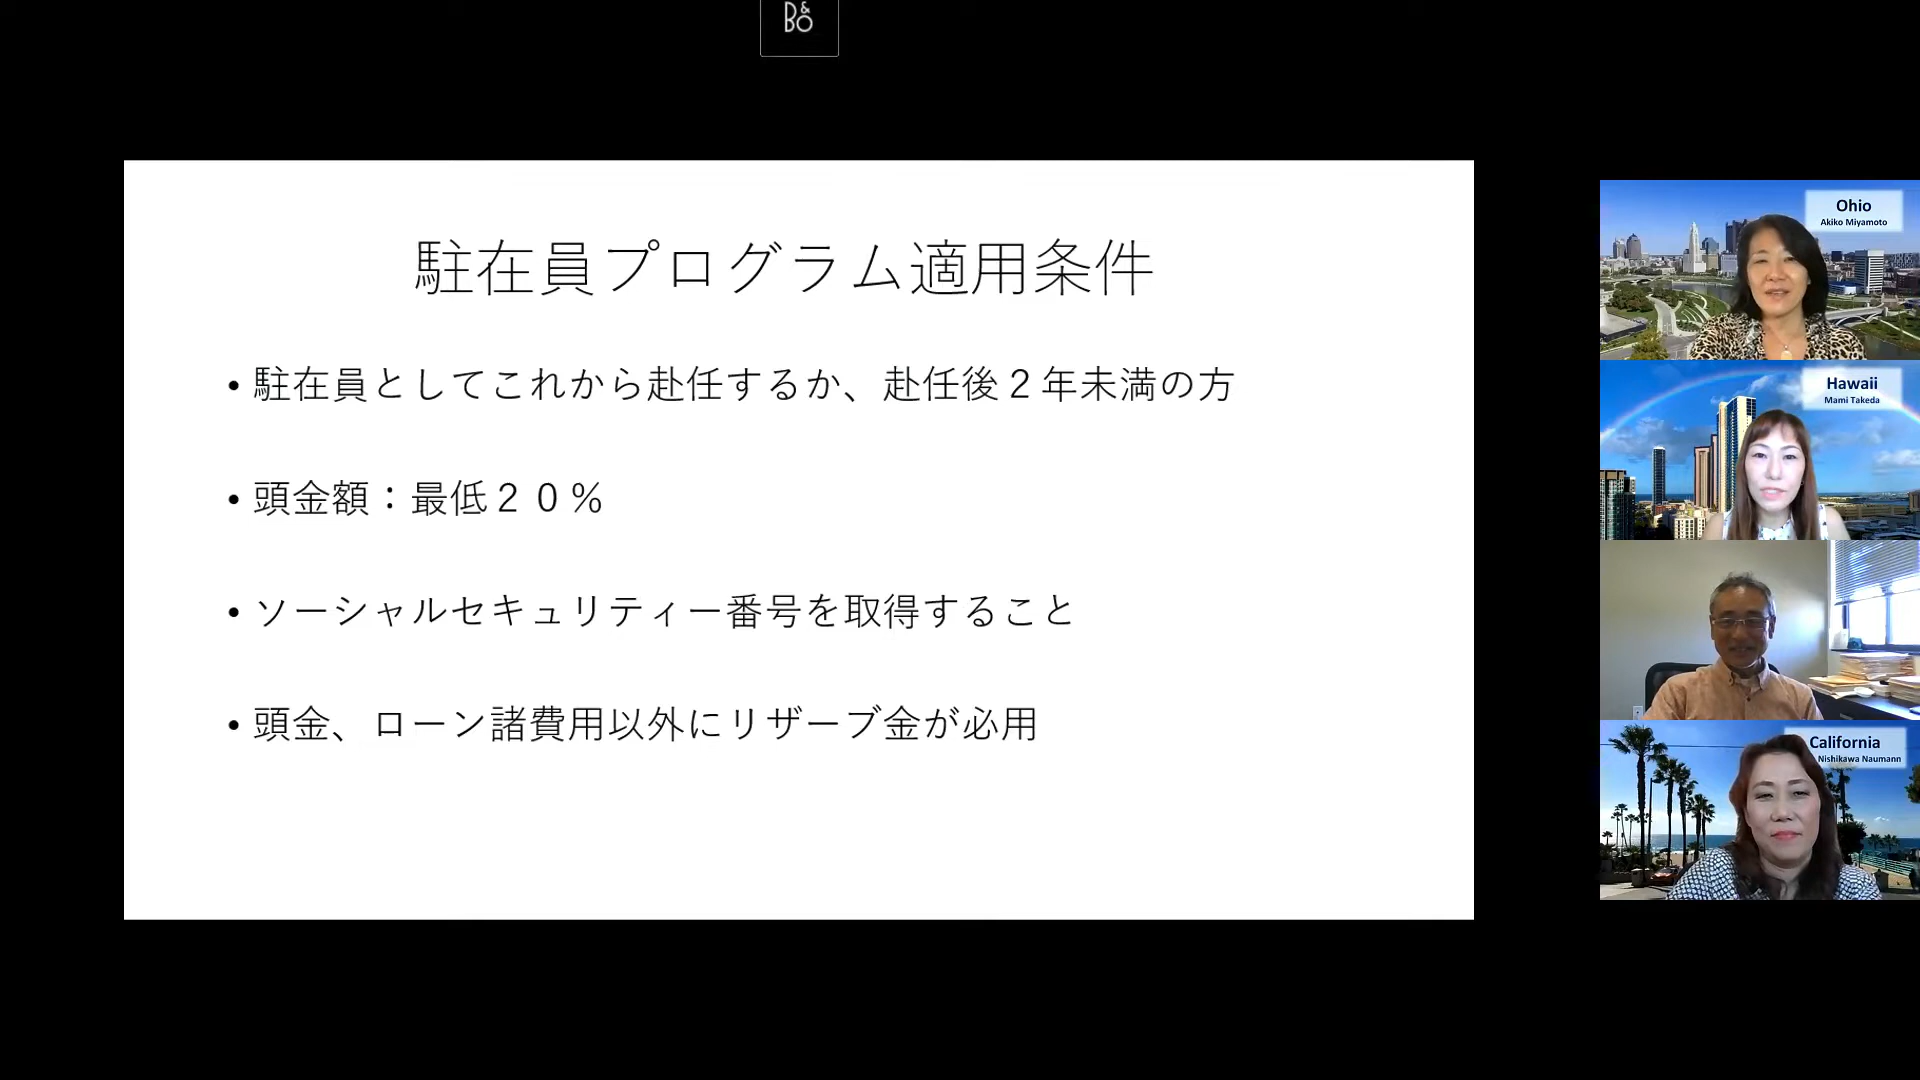 B&O
駐在員プログラム適用条件
• 駐在員としてこれから赴任するか、赴任後２年未満の方
• 頭金額：最低２０％
• ソーシャルセキュリティー番号を取得すること
• 頭金、ローン諸費用以外にリザーブ金が必用
Ohio
Akiko Miyamoto
Hawaii
Mami Takeda
California
Nishikawa Naumann